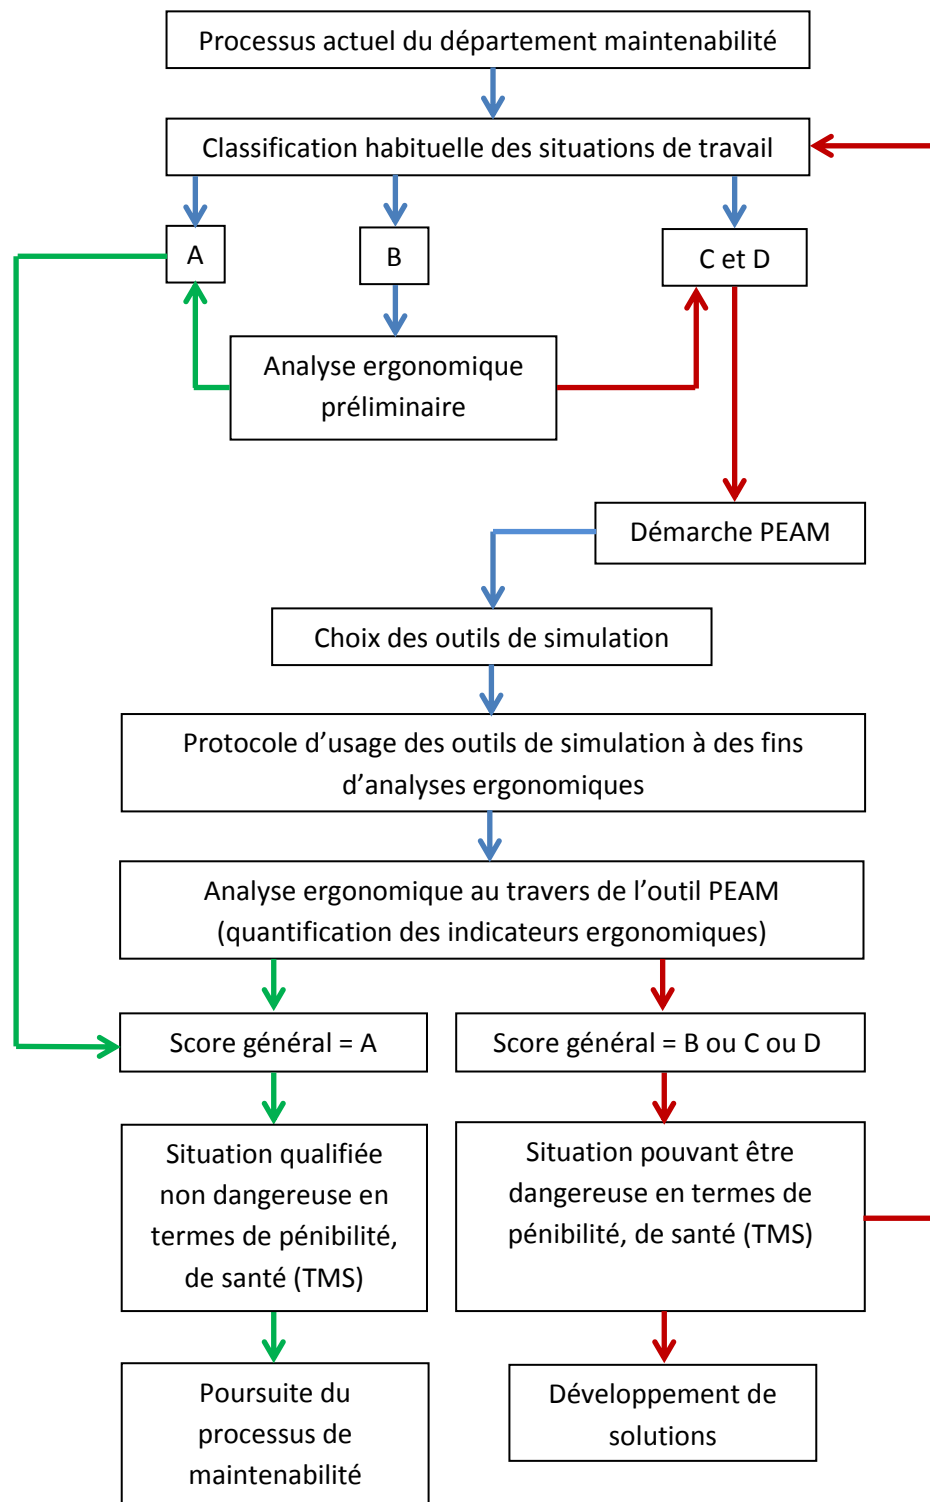 Processus actuel du département maintenabilité
Classification habituelle des situations de travail
A
B
C et D
Analyse ergonomique
préliminaire
Démarche PEAM
Choix des outils de simulation
Protocole d’usage des outils de simulation à des fins
d’analyses ergonomiques
Analyse ergonomique au travers de l’outil PEAM
(quantification des indicateurs ergonomiques)
Score général = A
Score général = B ou C ou D
Situation qualifiée
non dangereuse en
termes de pénibilité,
de santé (TMS)
Situation pouvant être
dangereuse en termes de
pénibilité, de santé (TMS)
Poursuite du
processus de
maintenabilité
Développement de
solutions